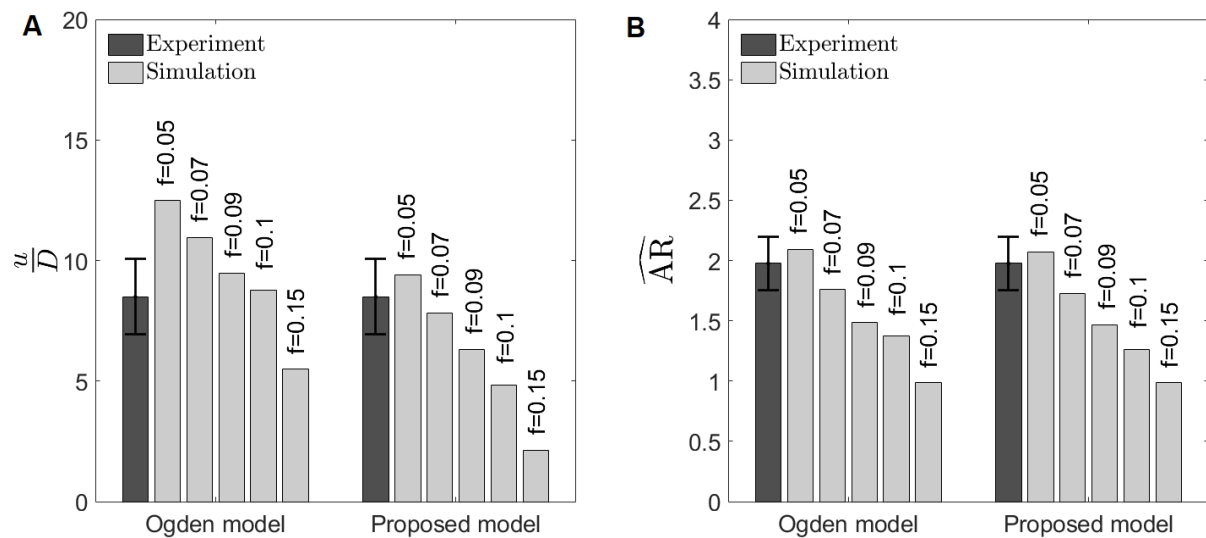 A
20
15
10
5
0
u/D
Experiment
Simulation
f=0.05
f=0.07
f=0.09
f=0.1
f=0.15
f=0.05
f=0.07
f=0.09
f=0.1
f=0.15
Ogden model
Proposed model
B
4
3.5
3
2.5
2
1.5
1
0.5
0
AR
Experiment
Simulation
f=0.05
f=0.07
f=0.09
f=0.1
f=0.15
f=0.05
f=0.07
f=0.09
f=0.1
f=0.15
Ogden model
Proposed model